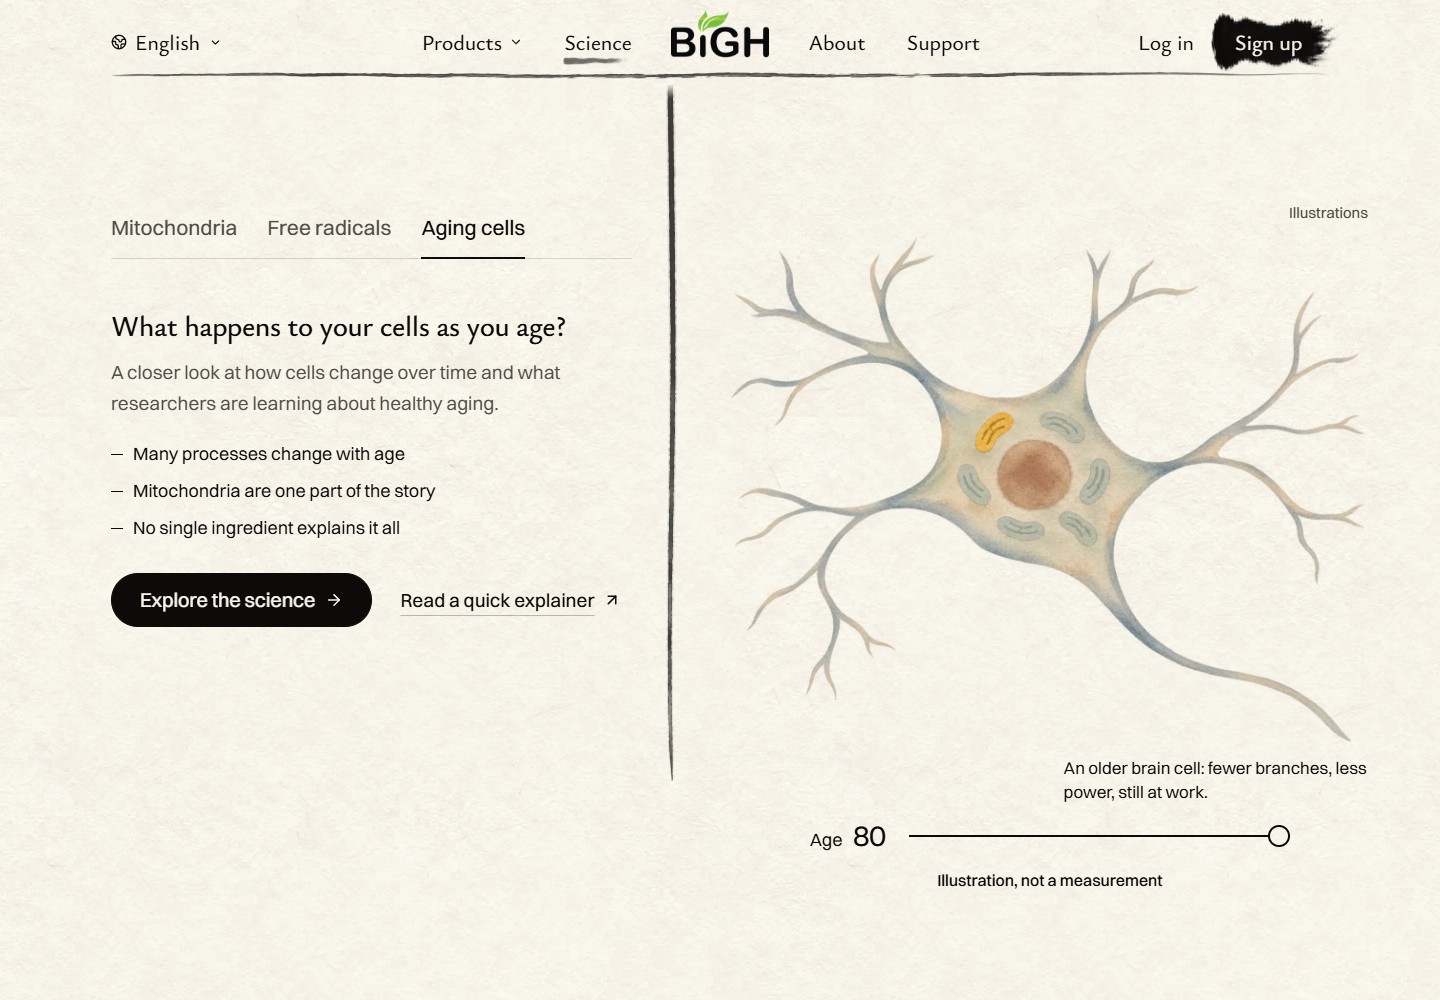 English
Products
Science
BiGH
About
Support
Log in
Sign up
Mitochondria
Free radicals
Aging cells
What happens to your cells as you age?
A closer look at how cells change over time and what
researchers are learning about healthy aging.
— Many processes change with age
— Mitochondria are one part of the story
— No single ingredient explains it all
Explore the science →
Read a quick explainer ↗
Illustrations
An older brain cell: fewer branches, less
power, still at work.
Age 80
Illustration, not a measurement